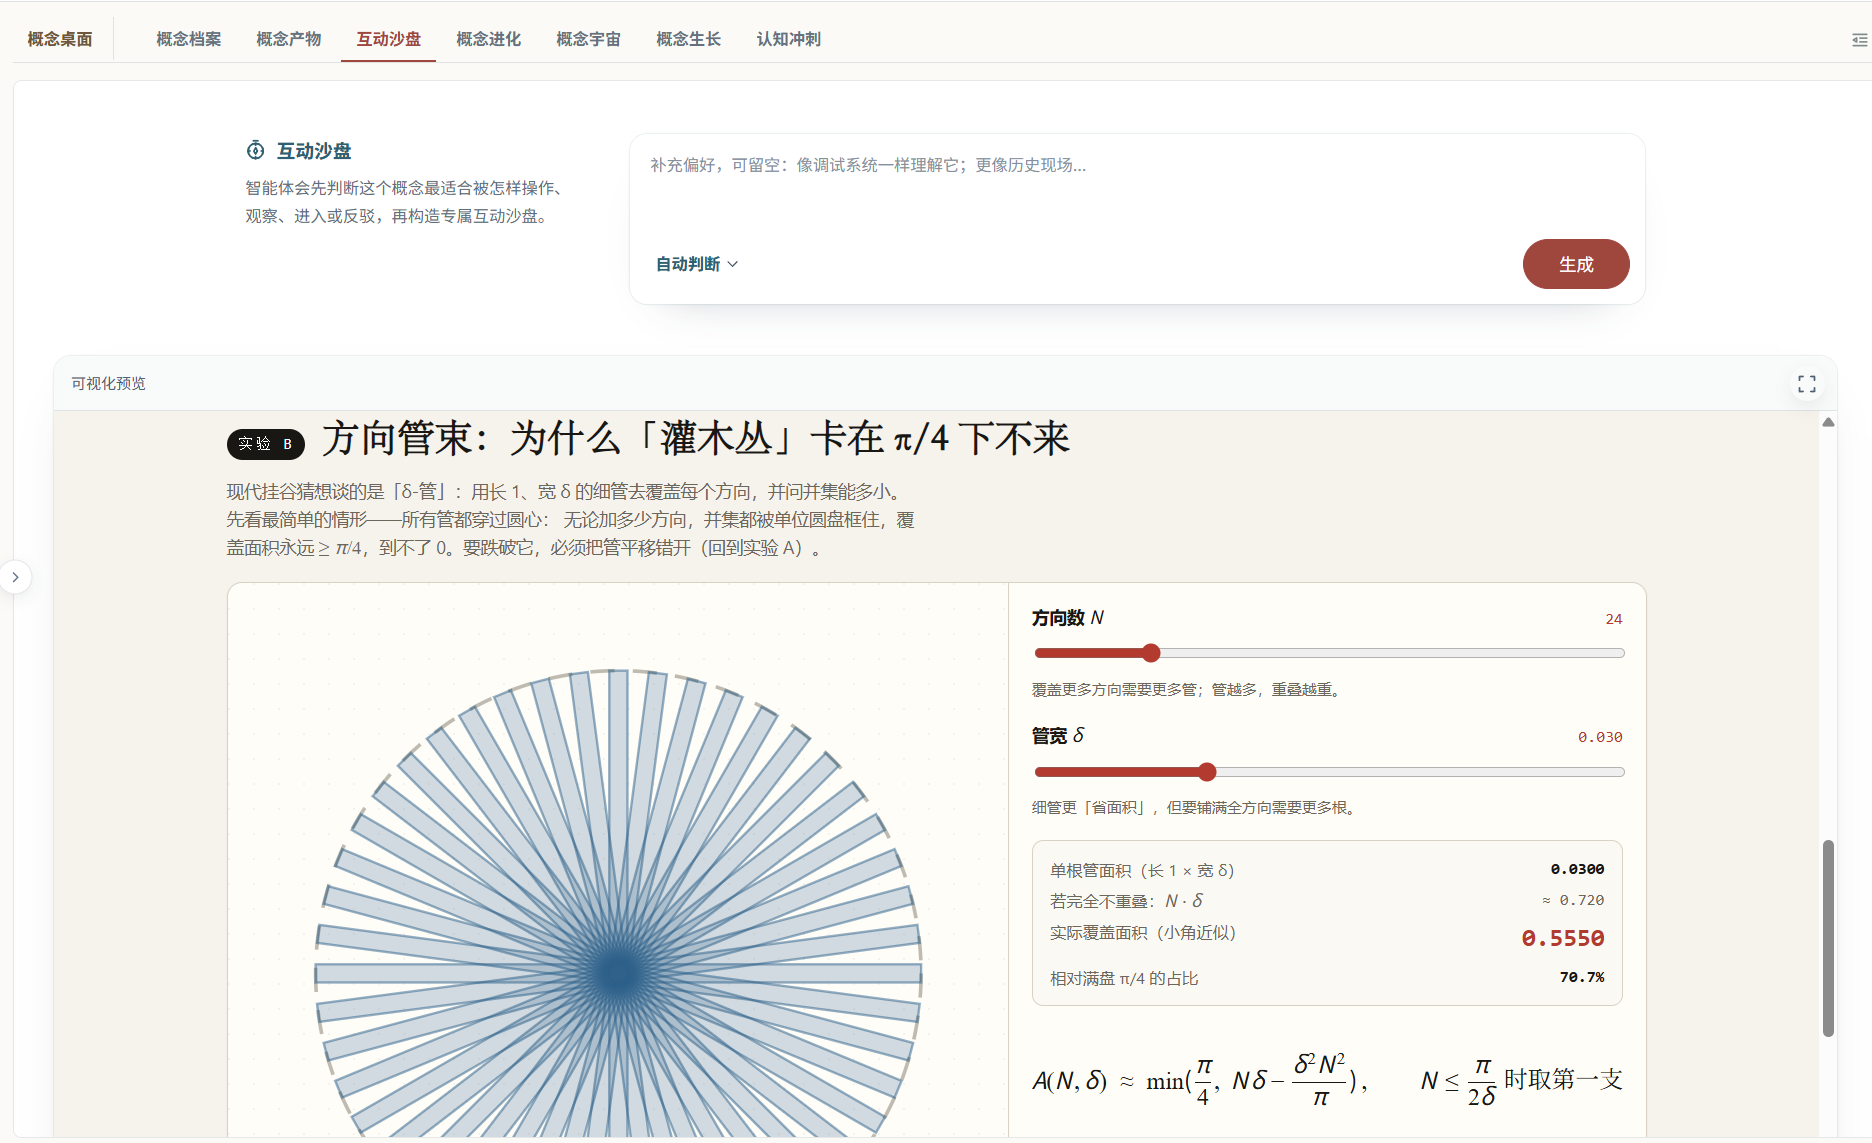 概念桌面
概念档案
概念产物
互动沙盘
概念进化
概念宇宙
概念生长
认知冲刺
互动沙盘
智能体会先判断这个概念最适合被怎样操作、
观察、进入或反驳，再构造专属互动沙盘。
补充偏好，可留空：像调试系统一样理解它；更像历史现场...
自动判断
生成
可视化预览
实验 B
方向管束：为什么「灌木丛」卡在 π/4 下不来
现代挂谷猜想谈的是「δ-管」：用长 1、宽 δ 的细管去覆盖每个方向，并问并集能多小。
先看最简单的情形——所有管都穿过圆心： 无论加多少方向，并集都被单位圆盘框住，覆
盖面积永远 ≥ π/4，到不了 0。要跌破它，必须把管平移错开（回到实验 A）。
方向数 N
24
覆盖更多方向需要更多管；管越多，重叠越重。
管宽 δ
0.030
细管更「省面积」，但要铺满全方向需要更多根。
单根管面积（长 1 × 宽 δ）
0.0300
若完全不重叠：N · δ
≈ 0.720
实际覆盖面积（小角近似）
0.5550
相对满盘 π/4 的占比
70.7%
A(N, δ) ≈ min(π/4, Nδ − δ²N²/π), N ≤ π/2δ 时取第一支